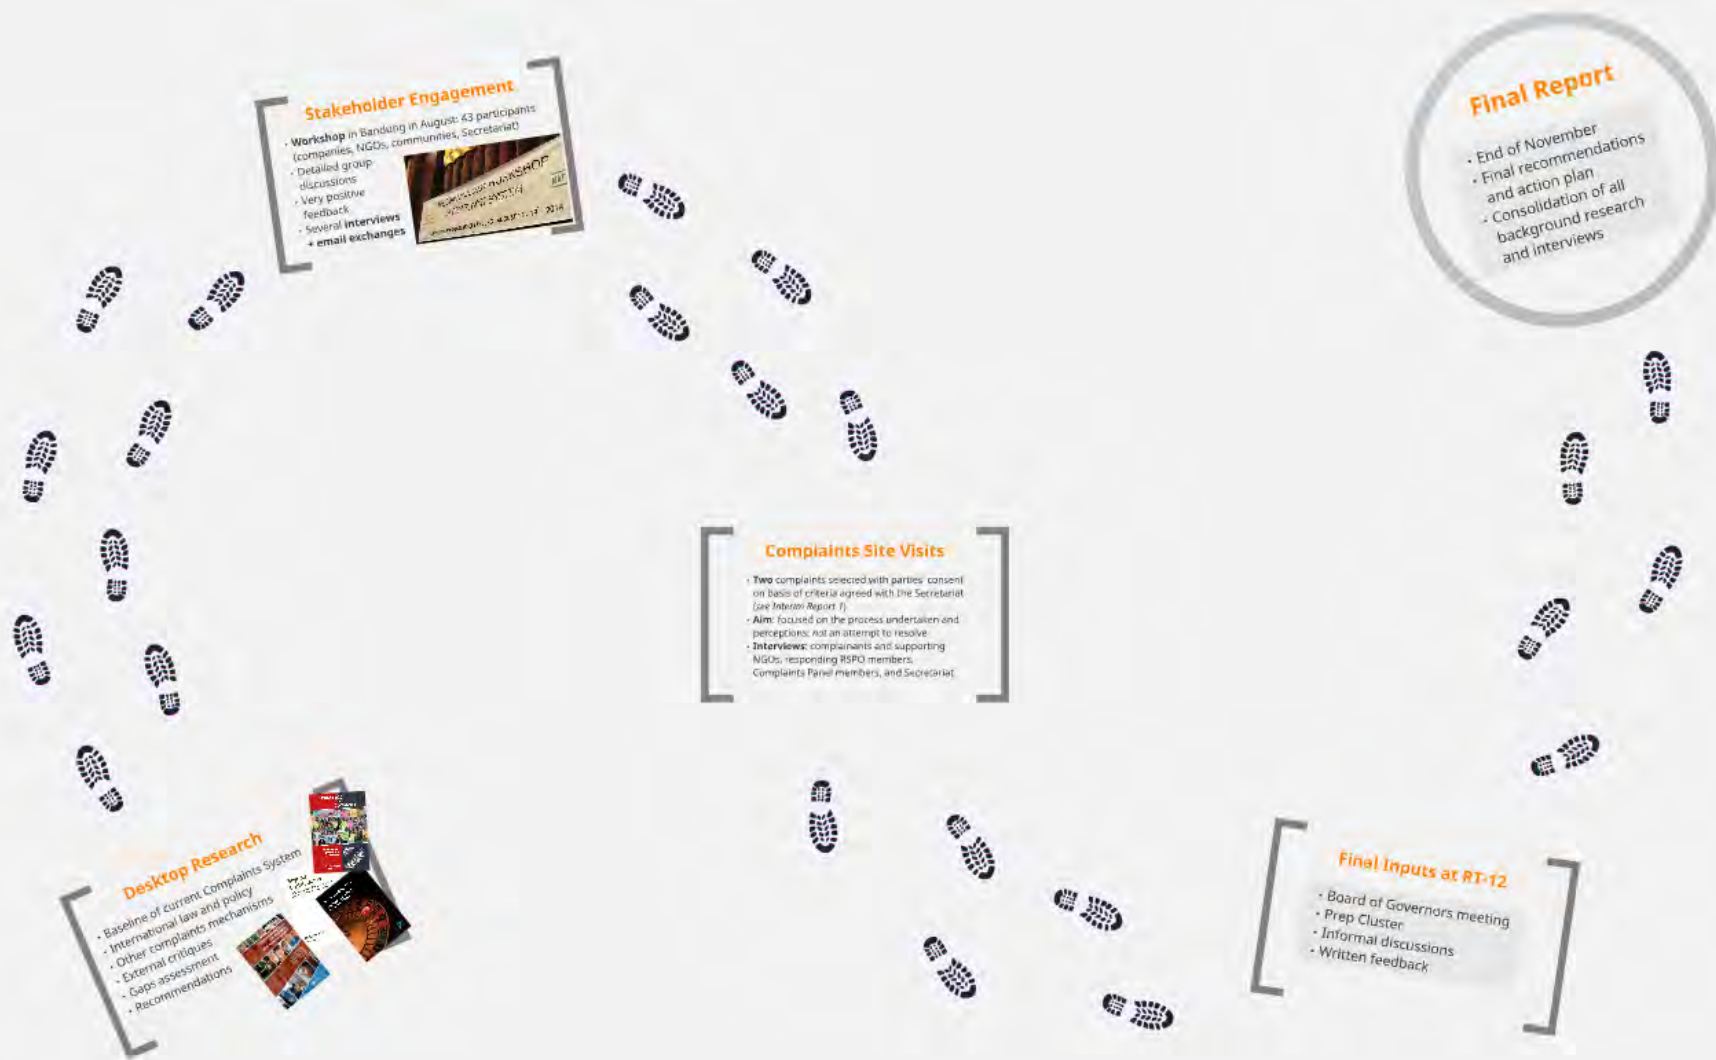 Stakeholder Engagement
· Workshop in Bandung in August: 43 participants
(companies, NGOs, communities, Secretariat)
· Detailed group
discussions
· Very positive
feedback
· Several interviews
+ email exchanges
Final Report
· End of November
· Final recommendations
and action plan
· Consolidation of all
background research
and interviews
Complaints Site Visits
· Two complaints selected with parties' consent
on basis of criteria agreed with the Secretariat
(see Interim Report 1)
· Aim: focused on the process undertaken and
perceptions; not an attempt to resolve
· Interviews: complainants and supporting
NGOs, responding RSPO members,
Complaints Panel members, and Secretariat
Desktop Research
· Baseline of current Complaints System
· International law and policy
· Other complaints mechanisms
· External critiques
· Gaps assessment
· Recommendations
Final Inputs at RT-12
· Board of Governors meeting
· Prep Cluster
· Informal discussions
· Written feedback